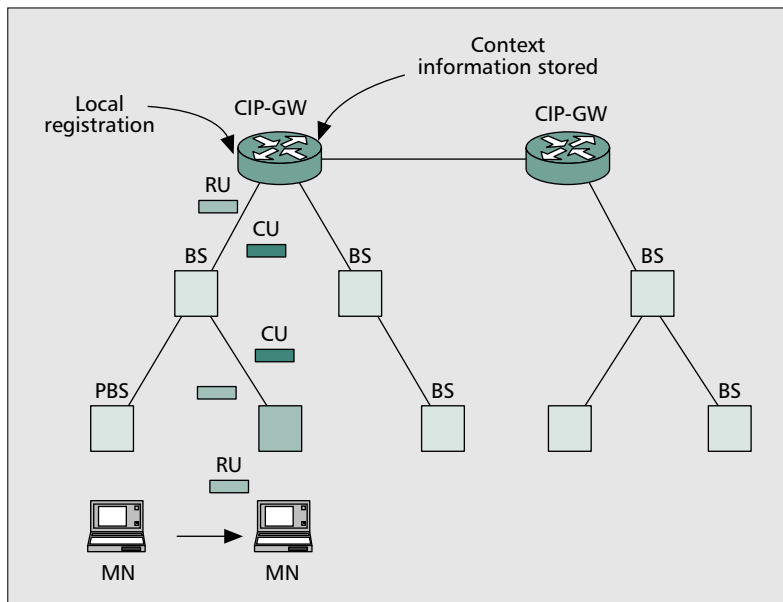 Context
information stored
Local
registration
CIP-GW
CIP-GW
RU
CU
BS
BS
BS
CU
PBS
BS
BS
RU
MN
MN